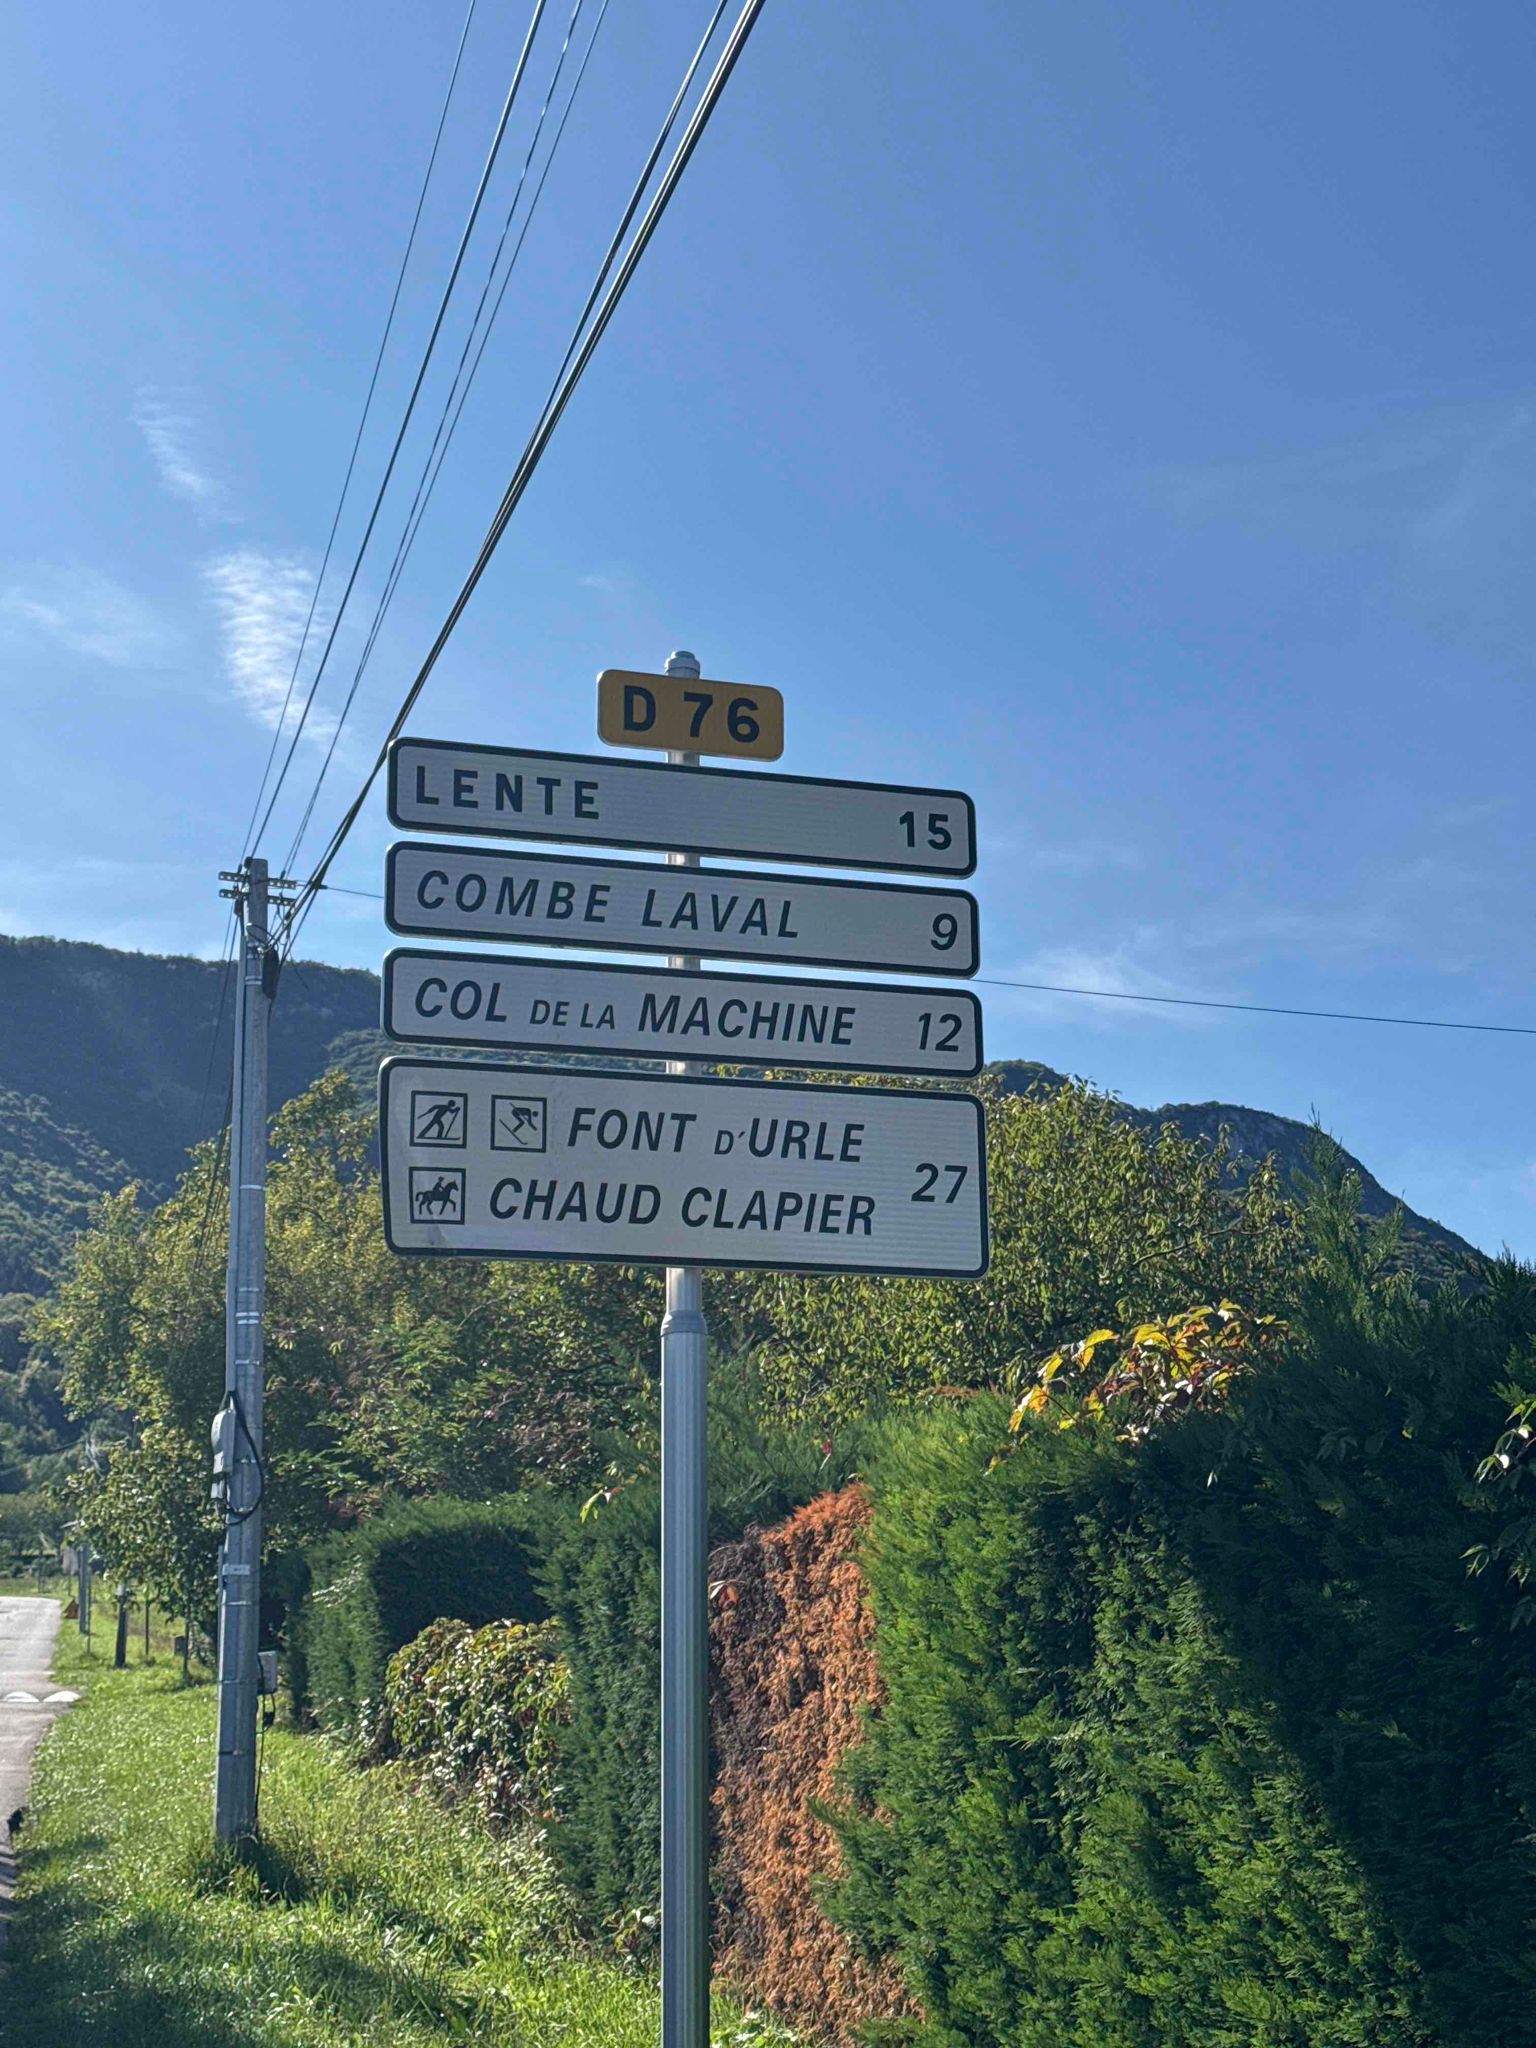 D 76
LENTE 15
COMBE LAVAL 9
COL DE LA MACHINE 12
FONT D'URLE
CHAUD CLAPIER 27